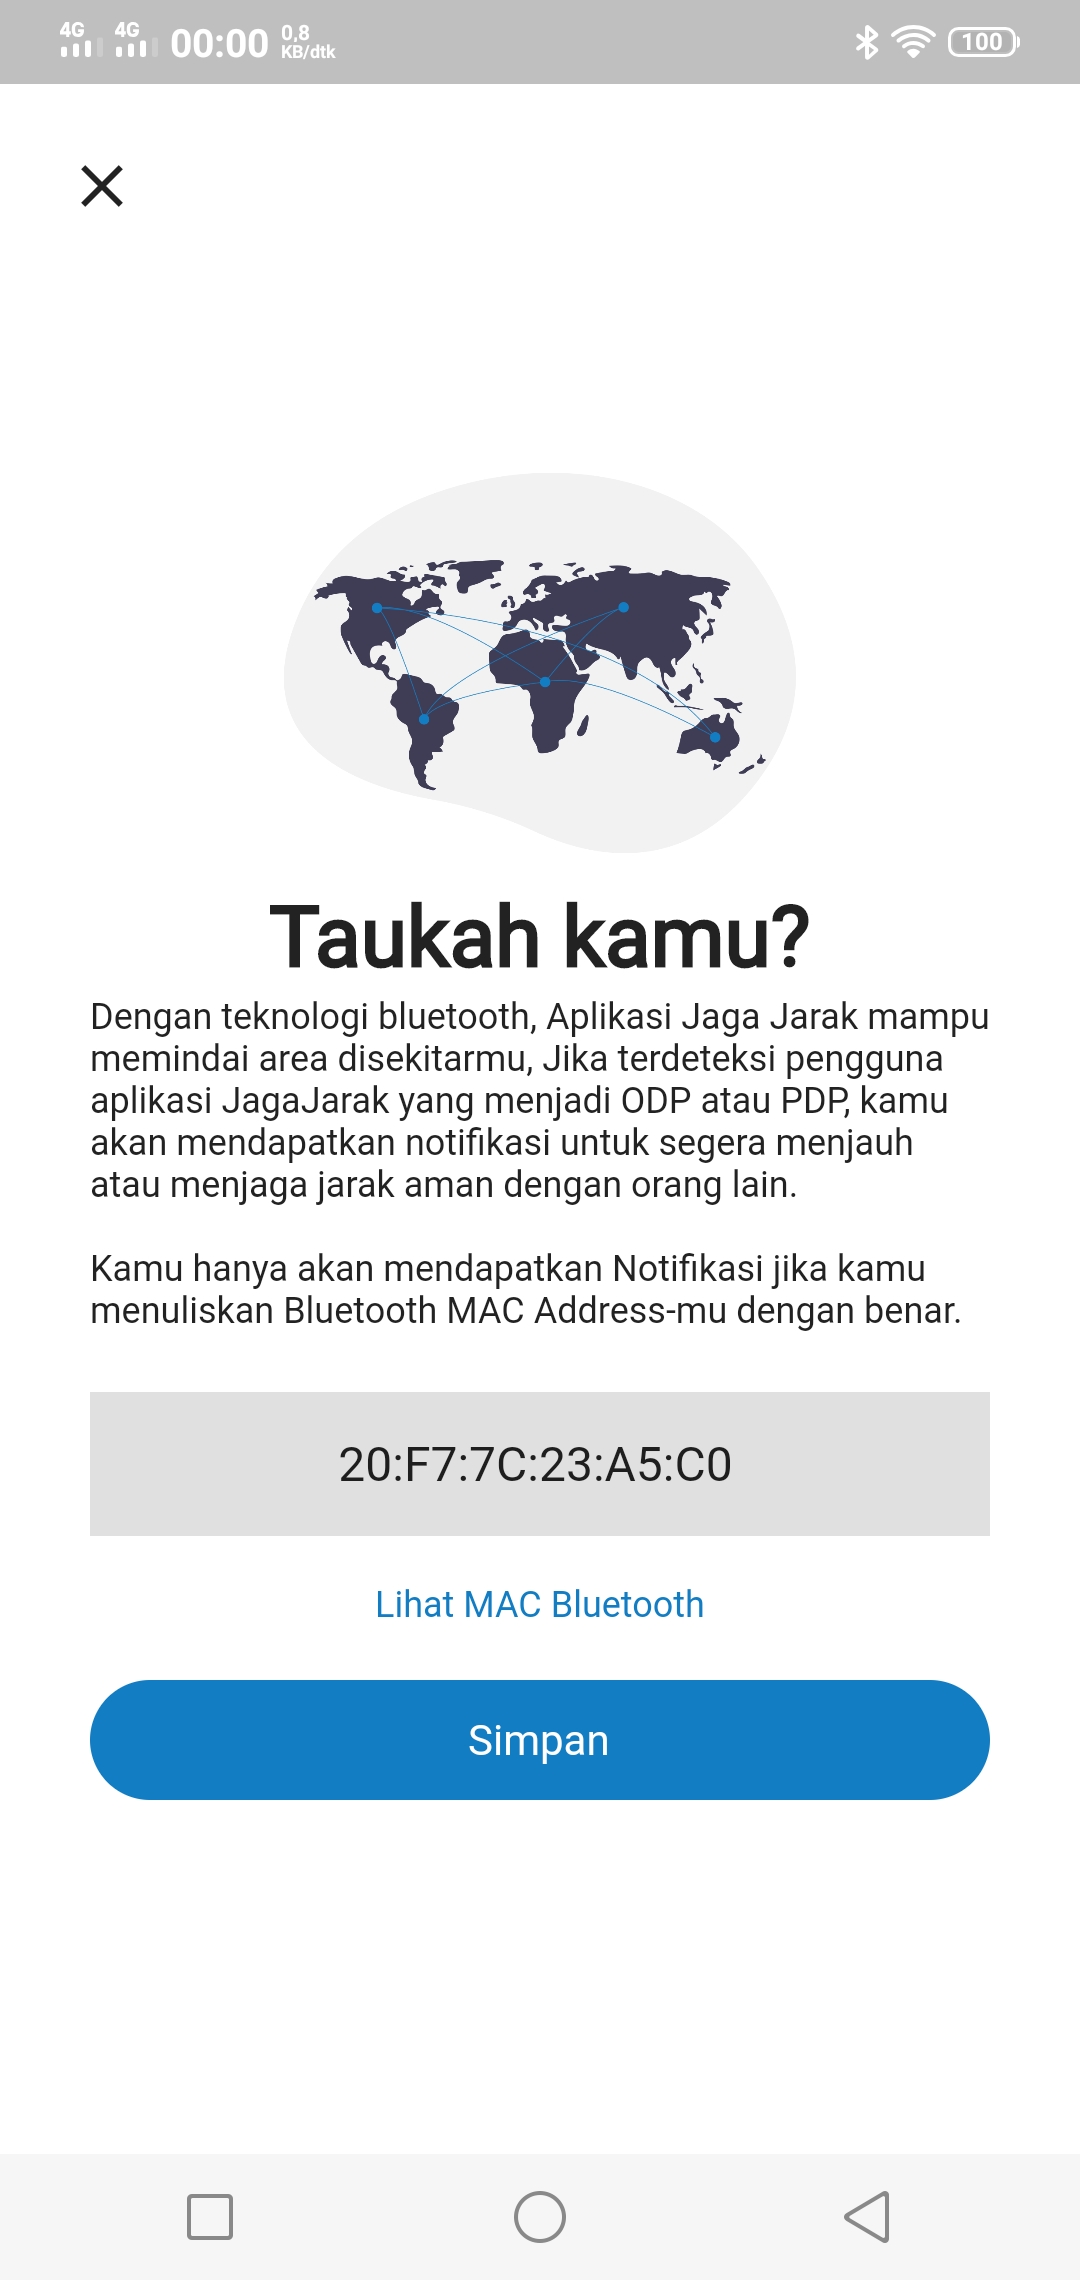 4G 4G 00:00 0,8 KB/dtk 100
Taukah kamu?
Dengan teknologi bluetooth, Aplikasi Jaga Jarak mampu
memindai area disekitarmu, Jika terdeteksi pengguna
aplikasi JagaJarak yang menjadi ODP atau PDP, kamu
akan mendapatkan notifikasi untuk segera menjauh
atau menjaga jarak aman dengan orang lain.
Kamu hanya akan mendapatkan Notifikasi jika kamu
menuliskan Bluetooth MAC Address-mu dengan benar.
20:F7:7C:23:A5:C0
Lihat MAC Bluetooth
Simpan